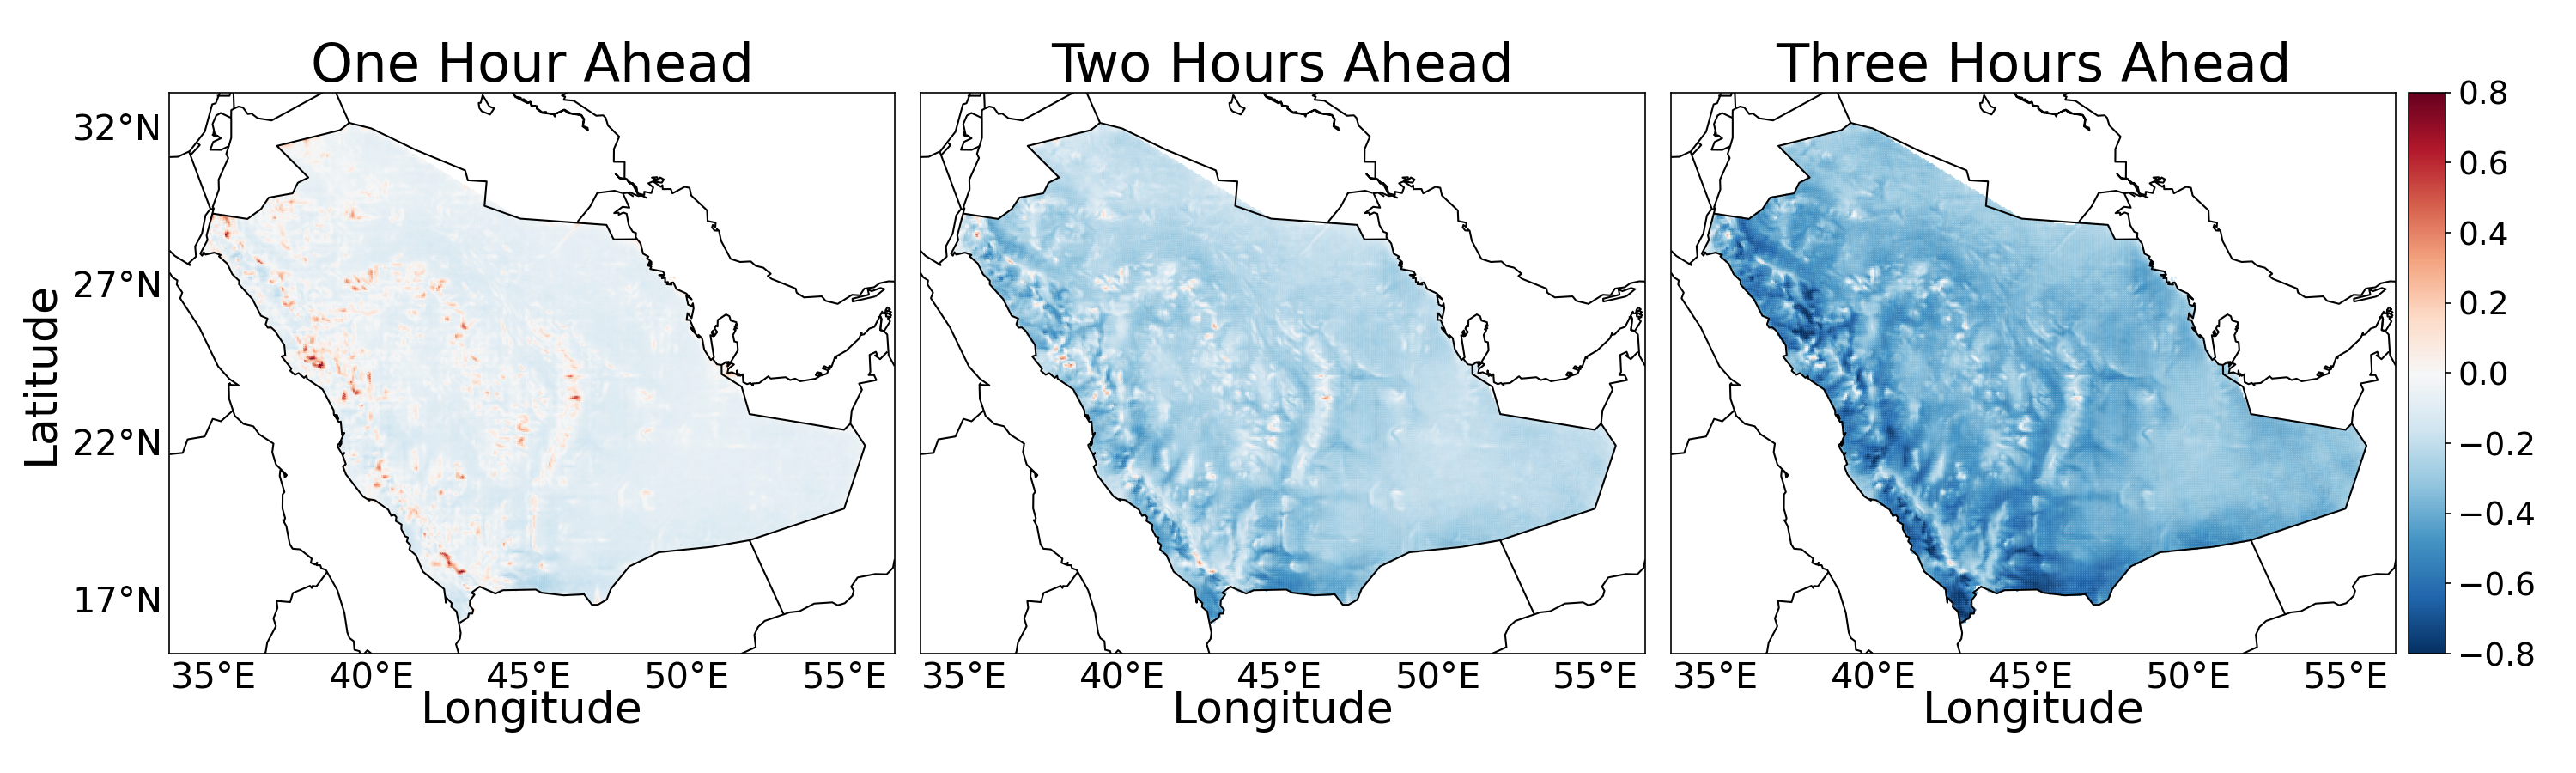 One Hour Ahead
Two Hours Ahead
Three Hours Ahead
Latitude
32°N
27°N
22°N
17°N
35°E 40°E 45°E 50°E 55°E
Longitude
35°E 40°E 45°E 50°E 55°E
Longitude
35°E 40°E 45°E 50°E 55°E
Longitude
0.8
0.6
0.4
0.2
0.0
−0.2
−0.4
−0.6
−0.8